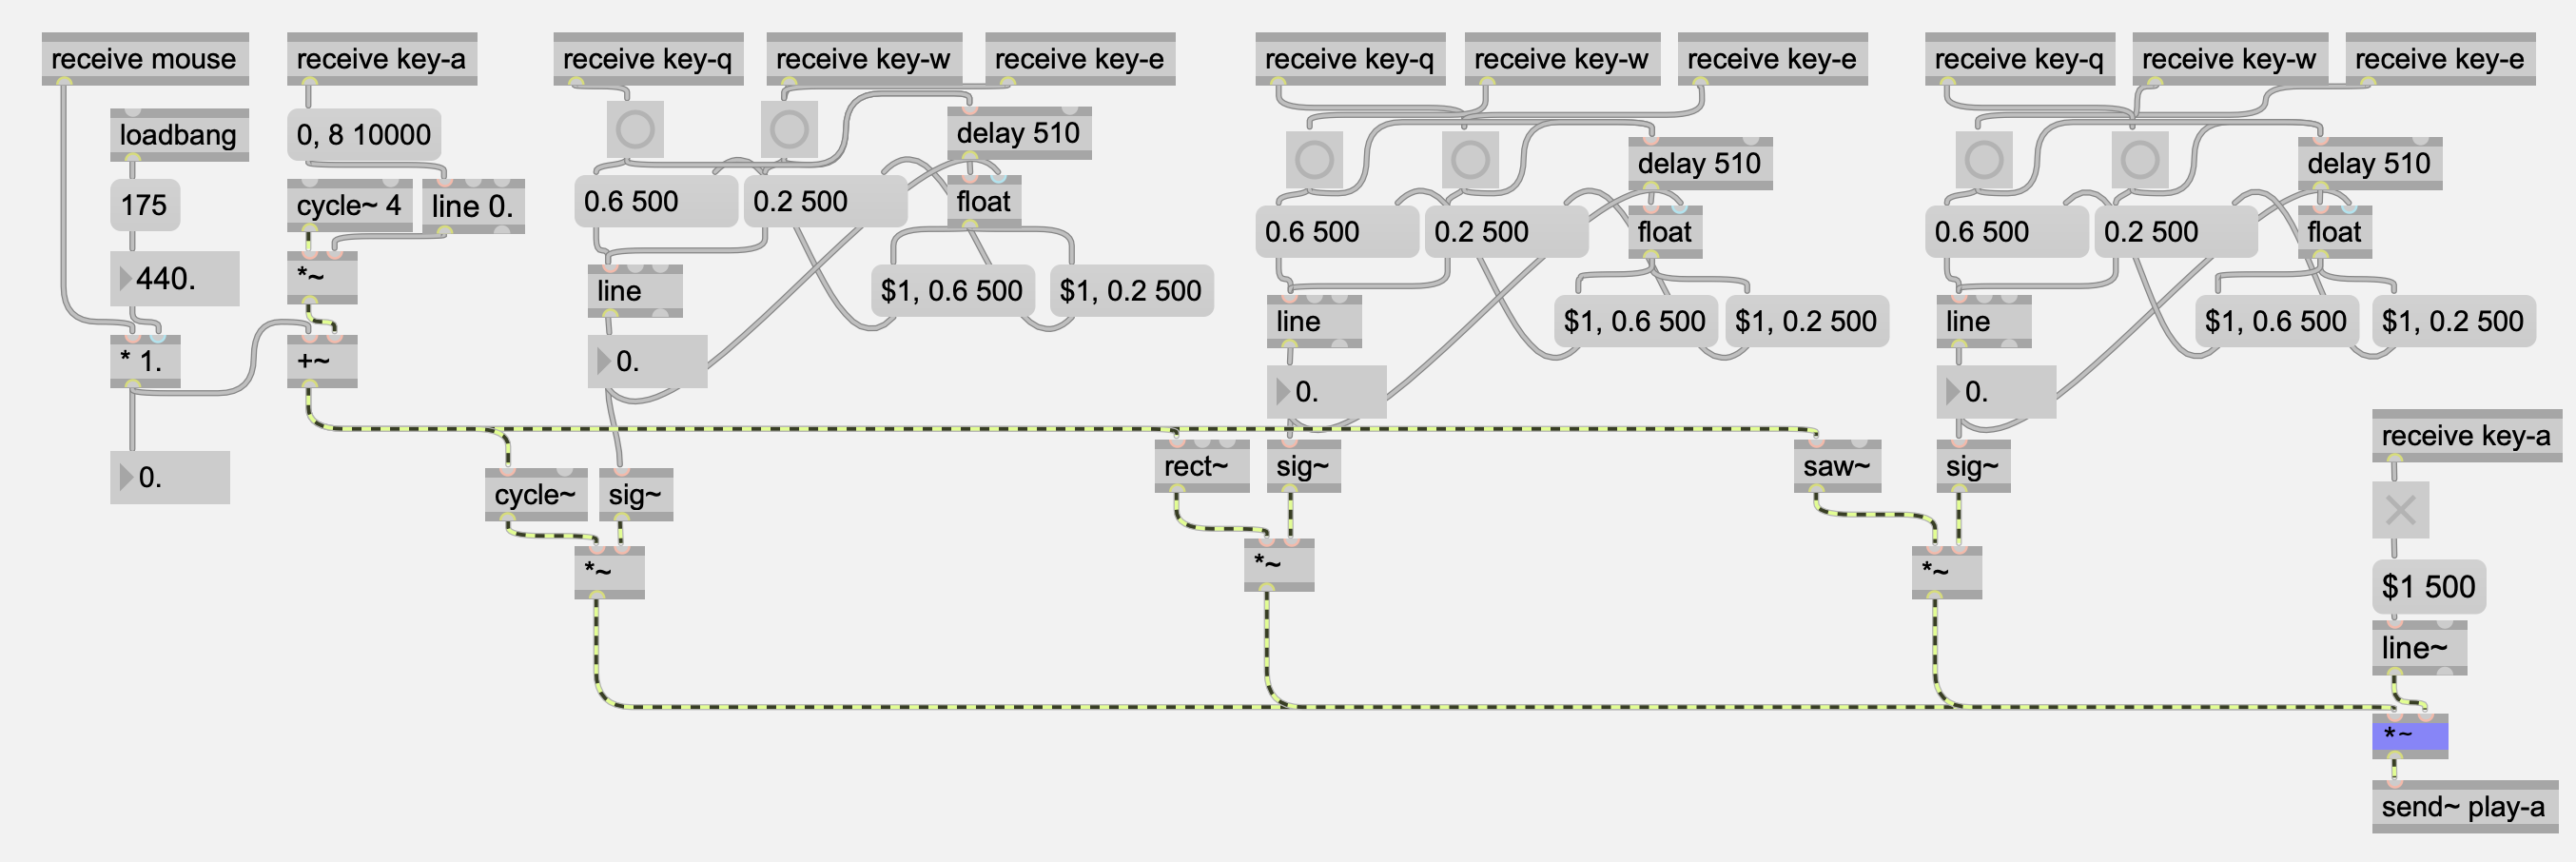 receive mouse
receive key-a
receive key-q
receive key-w
receive key-e
receive key-q
receive key-w
receive key-e
receive key-q
receive key-w
receive key-e
loadbang
0, 8 10000
delay 510
delay 510
delay 510
175
cycle~ 4
line 0.
0.6 500
0.2 500
float
0.6 500
0.2 500
float
0.6 500
0.2 500
float
440.
*~
line
$1, 0.6 500
$1, 0.2 500
line
$1, 0.6 500
$1, 0.2 500
line
$1, 0.6 500
$1, 0.2 500
* 1.
+~
0.
0.
0.
receive key-a
0.
cycle~
sig~
rect~
sig~
saw~
sig~
*~
*~
*~
$1 500
line~
*~
send~ play-a